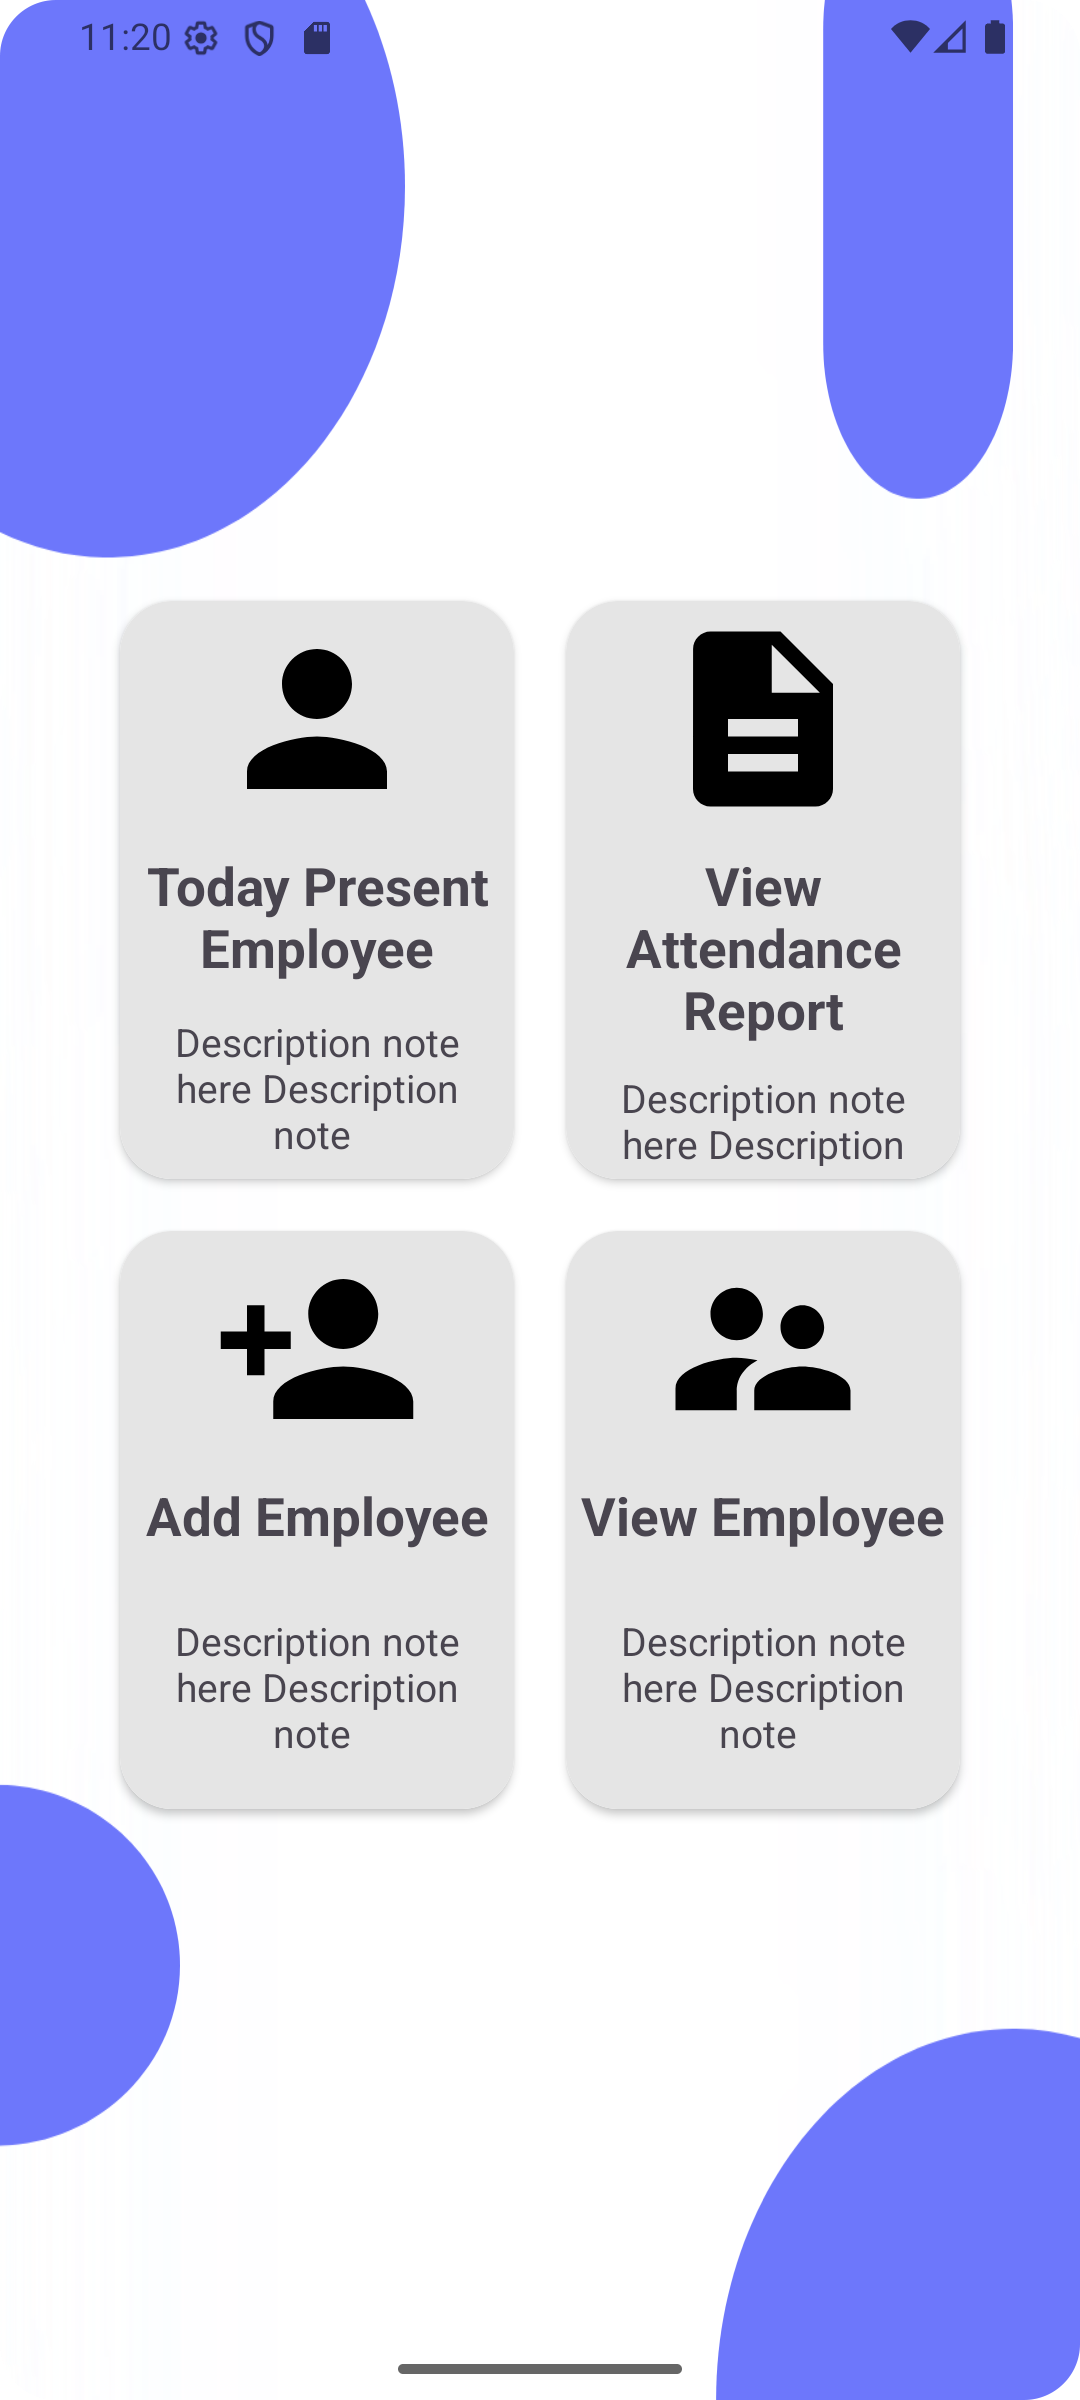 11:20
Today Present
Employee
Description note
here Description
note
View
Attendance
Report
Description note
here Description
Add Employee
Description note
here Description
note
View Employee
Description note
here Description
note